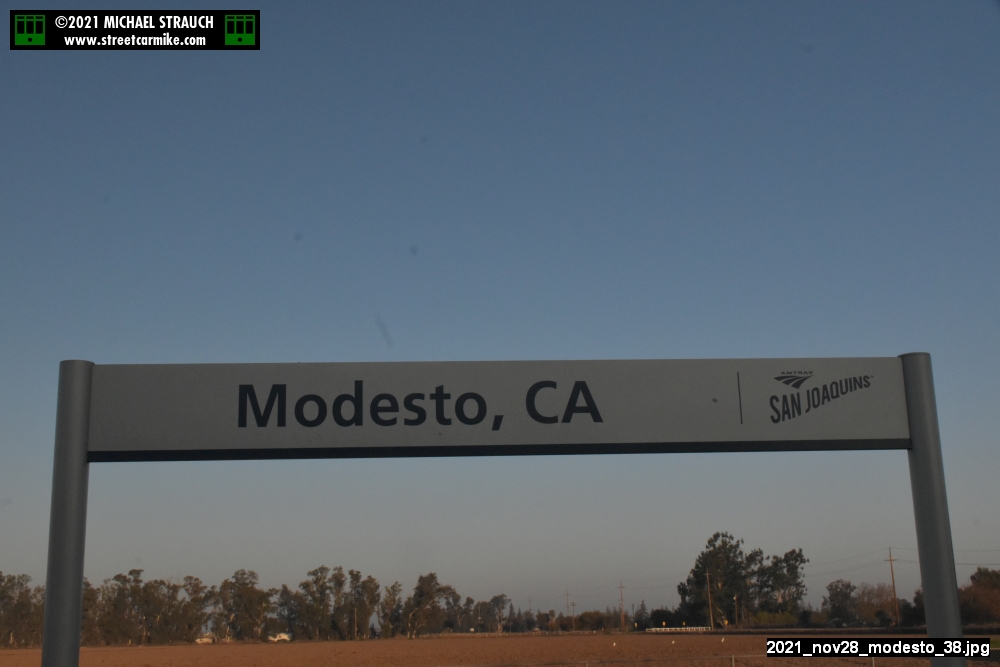 ©2021 MICHAEL STRAUCH
www.streetcarmike.com
Modesto, CA
AMTRAK
SAN JOAQUINS
2021_nov28_modesto_38.jpg